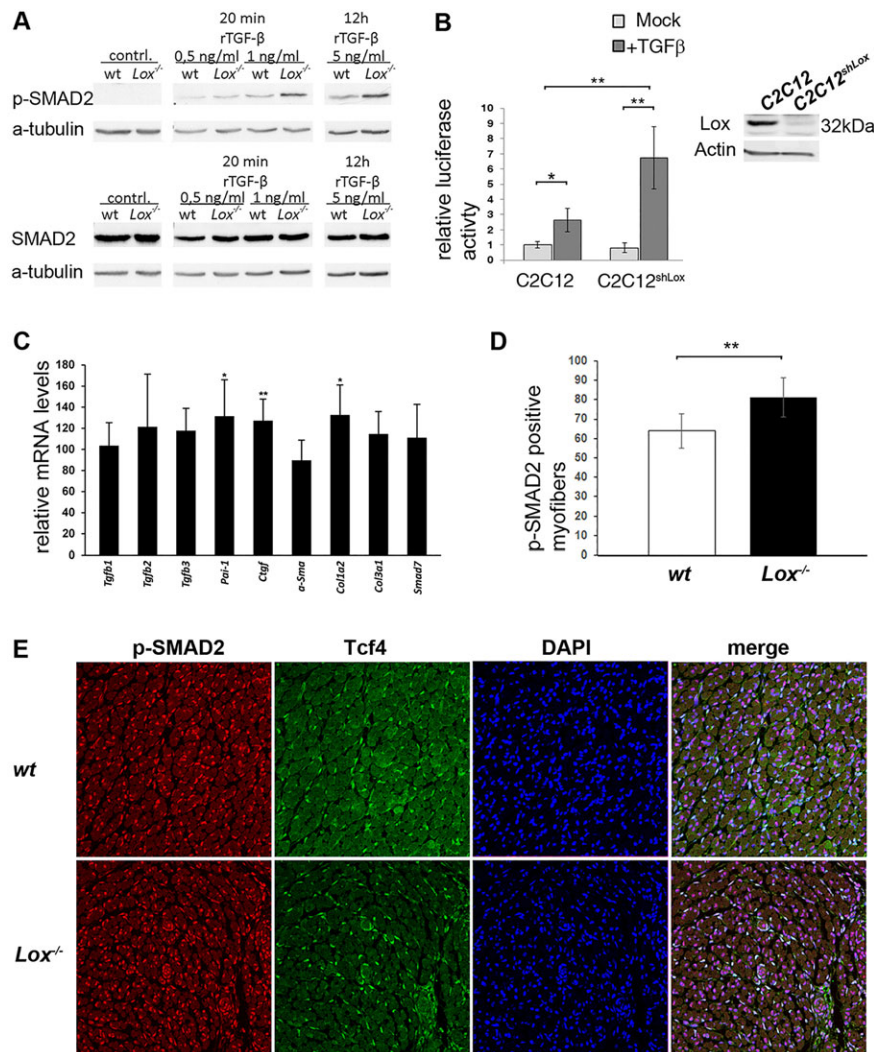 A
20 min
rTGF-β
12h
rTGF-β
contrl.
0,5 ng/ml
1 ng/ml
5 ng/ml
wt Lox-/- wt Lox-/- wt Lox-/- wt Lox-/-
p-SMAD2
a-tubulin
20 min
rTGF-β
12h
rTGF-β
contrl.
0,5 ng/ml
1 ng/ml
5 ng/ml
wt Lox-/- wt Lox-/- wt Lox-/- wt Lox-/-
SMAD2
a-tubulin
B
Mock
+TGFβ
relative luciferase
activty
10
9
8
7
6
5
4
3
2
1
0
*
**
**
C2C12
C2C12shLox
C2C12
C2C12shLox
Lox
32kDa
Actin
C
relative mRNA levels
180
160
140
120
100
80
60
40
20
0
*
**
*
Tgfb1
Tgfb2
Tgfb3
Pai-1
Ctgf
a-Sma
Col1a2
Col3a1
Smad7
D
p-SMAD2 positive
myofibers
100
90
80
70
60
50
40
30
20
10
0
**
wt
Lox-/-
E
p-SMAD2
Tcf4
DAPI
merge
wt
Lox-/-